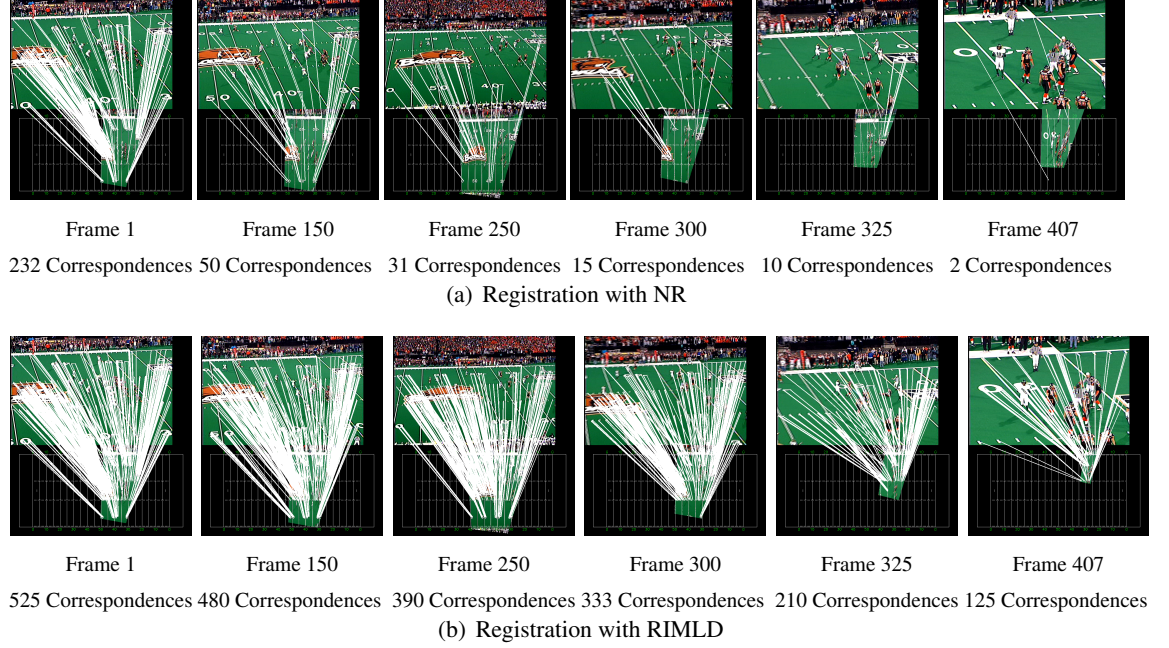 Frame 1 Frame 150 Frame 250 Frame 300 Frame 325 Frame 407
232 Correspondences 50 Correspondences 31 Correspondences 15 Correspondences 10 Correspondences 2 Correspondences
(a) Registration with NR
Frame 1 Frame 150 Frame 250 Frame 300 Frame 325 Frame 407
525 Correspondences 480 Correspondences 390 Correspondences 333 Correspondences 210 Correspondences 125 Correspondences
(b) Registration with RIMLD